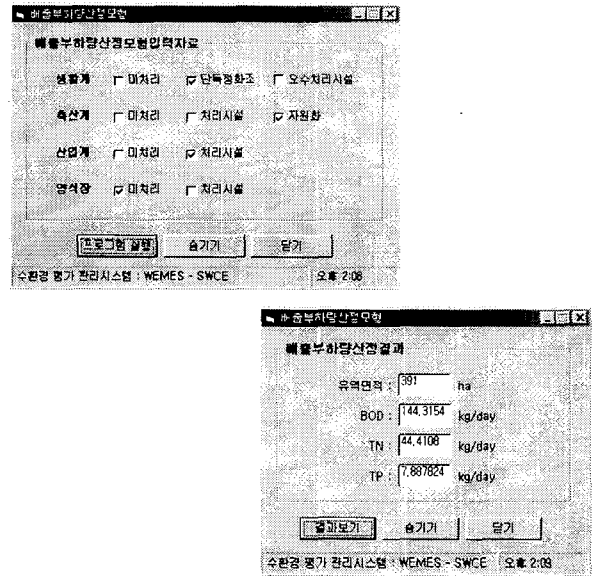 배출부하량산정모형
배출부하량산정모형입력자료
생활계 미처리 단독정화조 오수처리시설
축산계 미처리 처리시설 자원화
산업계 미처리 처리시설
양식장 미처리 처리시설
프로그램 실행 숨기기 닫기
수환경 평가 관리시스템 : WEMES - SWCE 오후 2:08
배출부하량산정모형
배출부하량산정결과
유역면적 : 391 ha
BOD : 144.3154 kg/day
TN : 44.4108 kg/day
TP : 7.887824 kg/day
결과보기 숨기기 닫기
수환경 평가 관리시스템 : WEMES - SWCE 오후 2:09